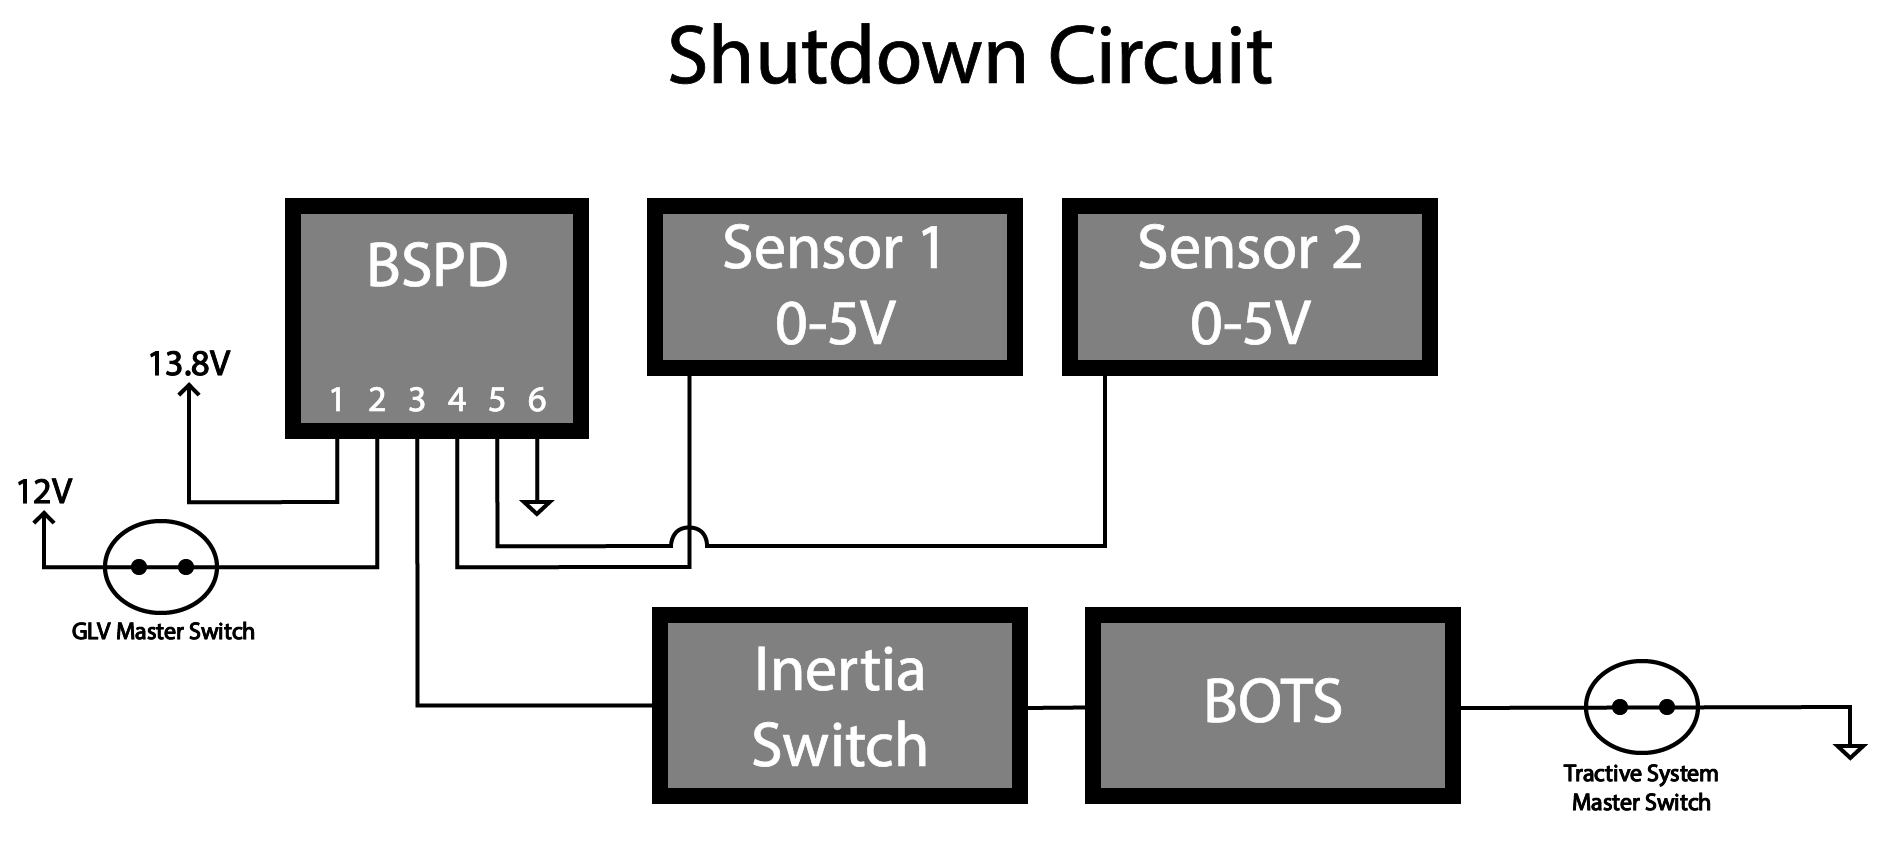 Shutdown Circuit
BSPD
Sensor 1
0-5V
Sensor 2
0-5V
13.8V
1 2 3 4 5 6
12V
GLV Master Switch
Inertia
Switch
BOTS
Tractive System
Master Switch